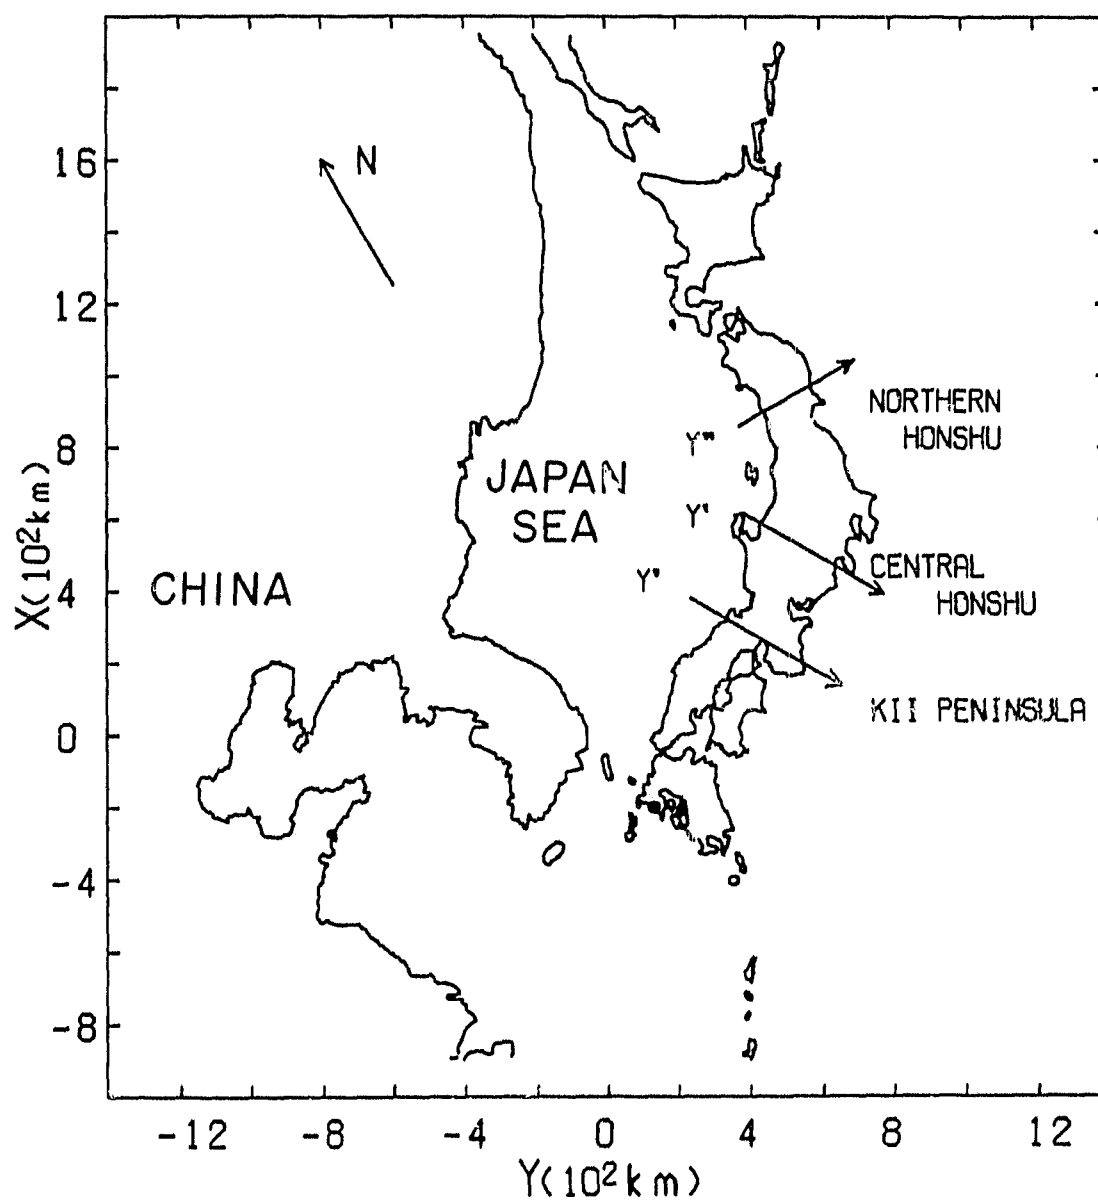 N
16
12
8
4
0
-4
-8
X(10²km)
NORTHERN
HONSHU
Y'''
JAPAN
SEA
Y''
CENTRAL
HONSHU
Y'
CHINA
KII PENINSULA
-12 -8 -4 0 4 8 12
Y(10²km)